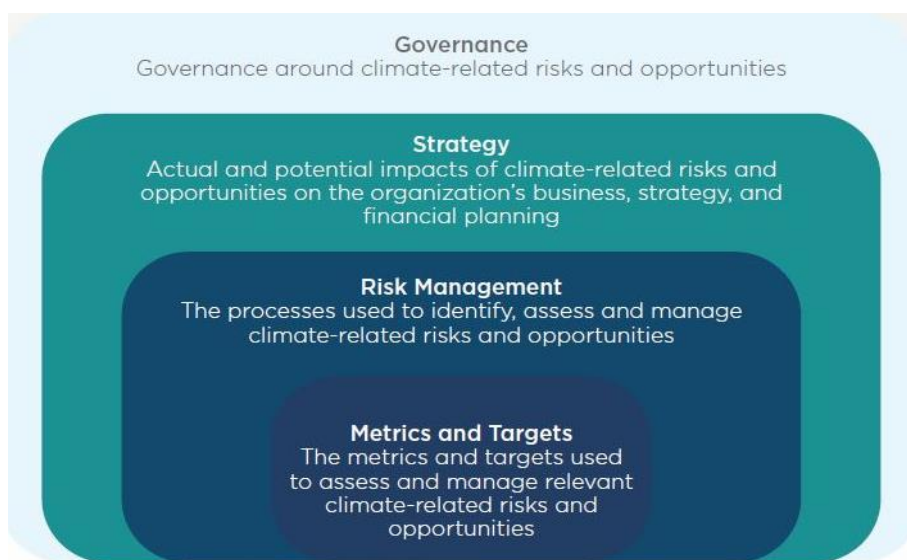 Governance
Governance around climate-related risks and opportunities
Strategy
Actual and potential impacts of climate-related risks and
opportunities on the organization's business, strategy, and
financial planning
Risk Management
The processes used to identify, assess and manage
climate-related risks and opportunities
Metrics and Targets
The metrics and targets used
to assess and manage relevant
climate-related risks and
opportunities